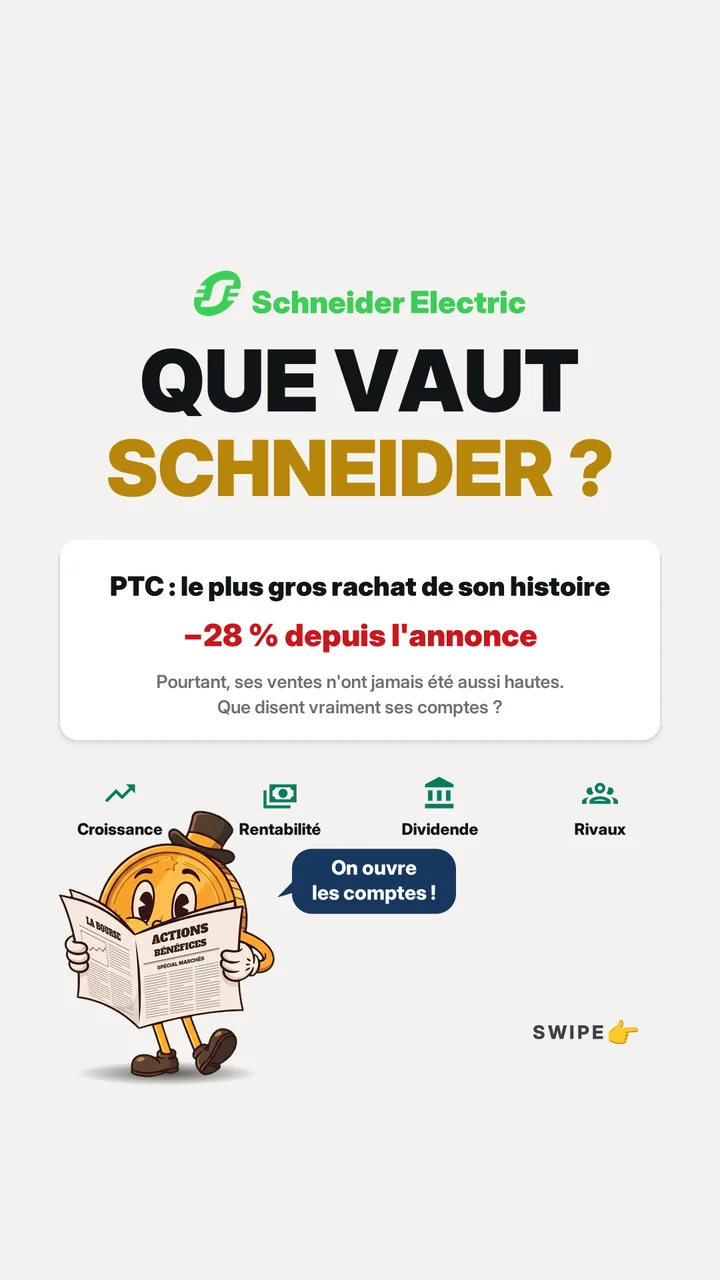 Schneider Electric
QUE VAUT
SCHNEIDER ?
PTC : le plus gros rachat de son histoire
–28 % depuis l'annonce
Pourtant, ses ventes n'ont jamais été aussi hautes.
Que disent vraiment ses comptes ?
Croissance
Rentabilité
Dividende
Rivaux
On ouvre
les comptes !
LA BOURSE
ACTIONS
BÉNÉFICES
SPÉCIAL MARCHÉS
SWIPE👉